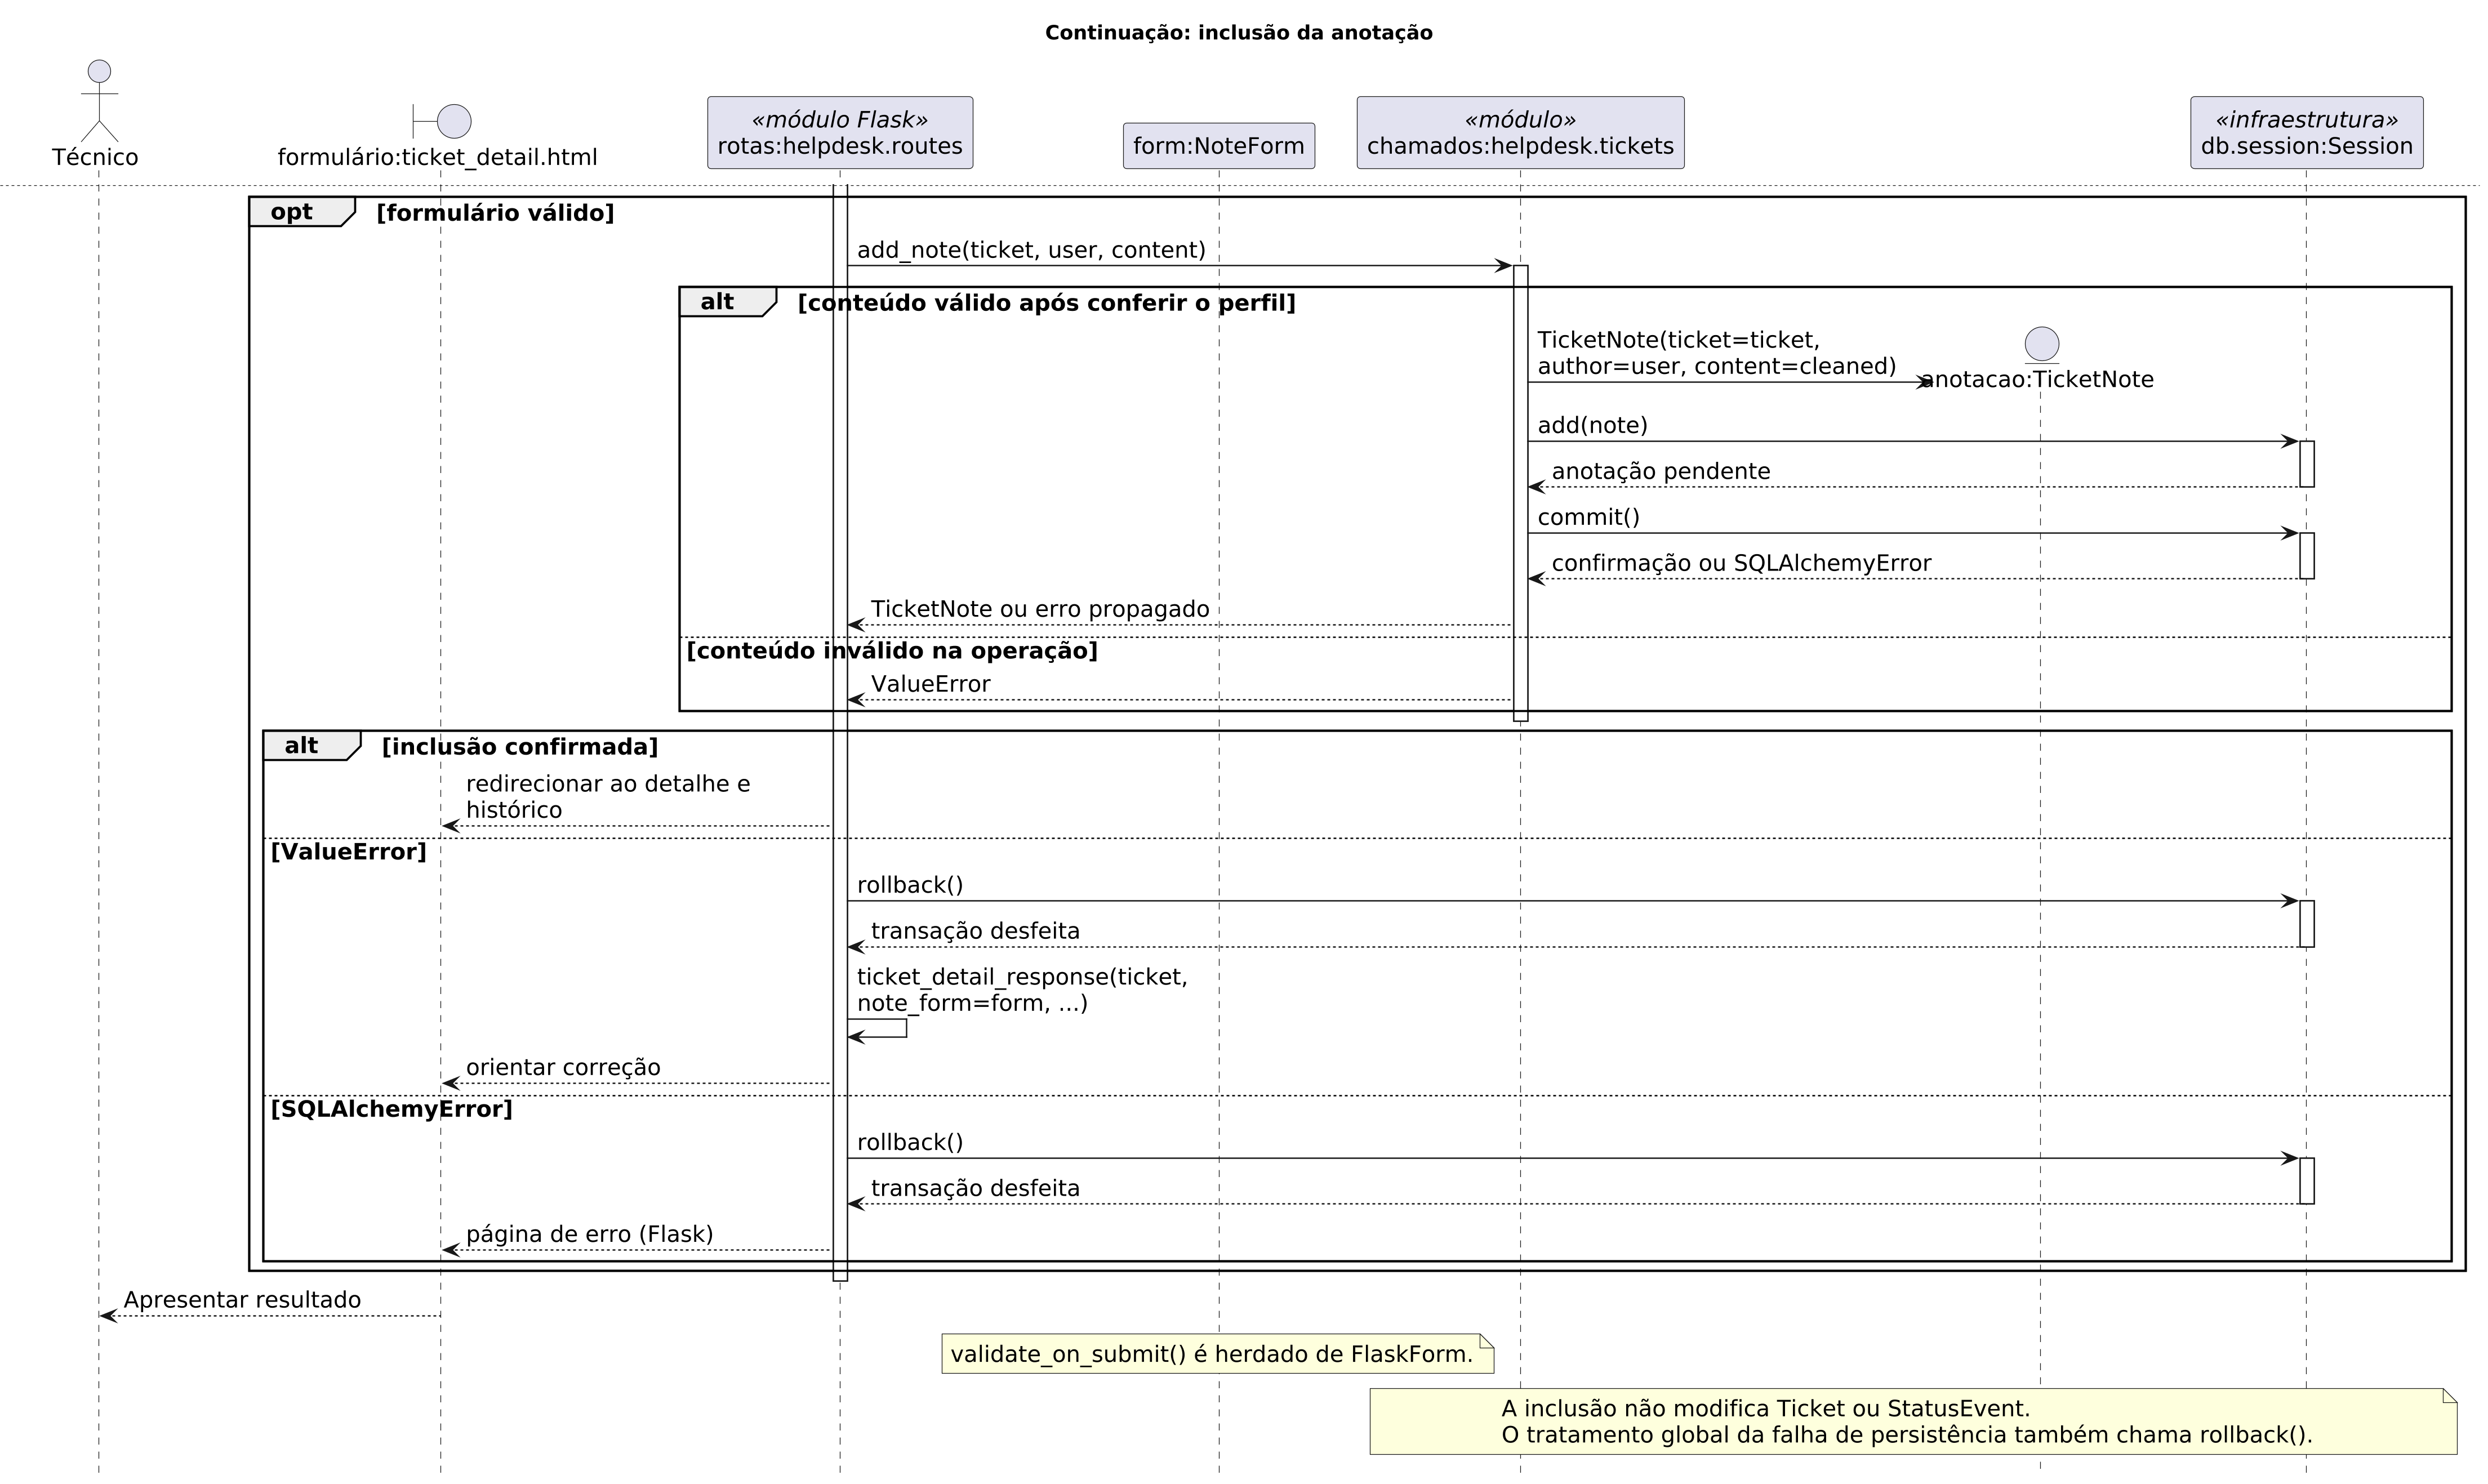 Continuação: inclusão da anotação
Técnico
formulário:ticket_detail.html
«módulo Flask»
rotas:helpdesk.routes
form:NoteForm
«módulo»
chamados:helpdesk.tickets
«infraestrutura»
db.session:Session
opt
[formulário válido]
add_note(ticket, user, content)
alt
[conteúdo válido após conferir o perfil]
TicketNote(ticket=ticket,
author=user, content=cleaned)
anotacao:TicketNote
add(note)
anotação pendente
commit()
confirmação ou SQLAlchemyError
TicketNote ou erro propagado
[conteúdo inválido na operação]
ValueError
alt
[inclusão confirmada]
redirecionar ao detalhe e
histórico
[ValueError]
rollback()
transação desfeita
ticket_detail_response(ticket,
note_form=form, ...)
orientar correção
[SQLAlchemyError]
rollback()
transação desfeita
página de erro (Flask)
Apresentar resultado
validate_on_submit() é herdado de FlaskForm.
A inclusão não modifica Ticket ou StatusEvent.
O tratamento global da falha de persistência também chama rollback().